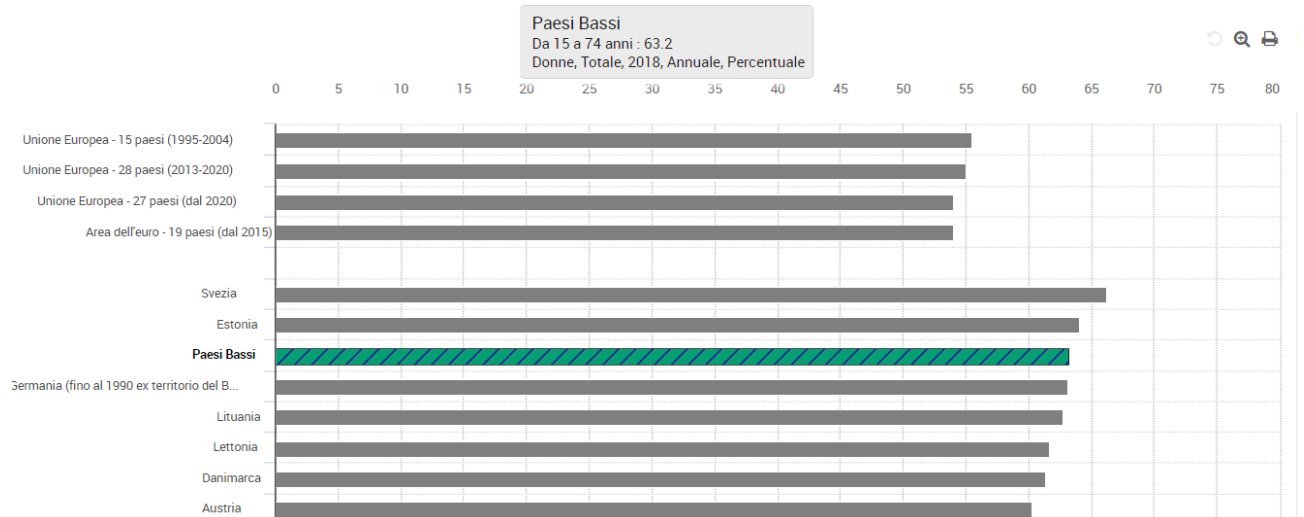 Paesi Bassi
Da 15 a 74 anni : 63.2
Donne, Totale, 2018, Annuale, Percentuale
0 5 10 15 20 25 30 35 40 45 50 55 60 65 70 75 80
Unione Europea - 15 paesi (1995-2004)
Unione Europea - 28 paesi (2013-2020)
Unione Europea - 27 paesi (dal 2020)
Area dell'euro - 19 paesi (dal 2015)
Svezia
Estonia
Paesi Bassi
Germania (fino al 1990 ex territorio del B...
Lituania
Lettonia
Danimarca
Austria